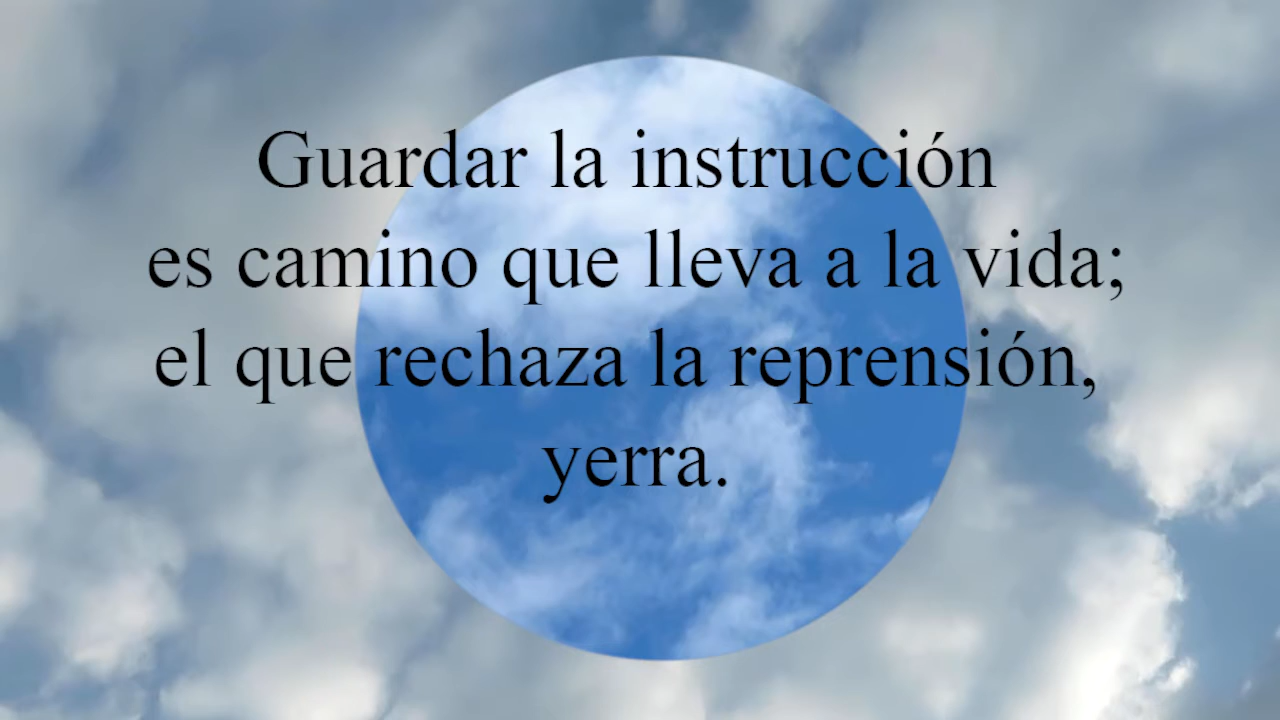 Guardar la instrucción
es camino que lleva a la vida;
el que rechaza la reprensión,
yerra.